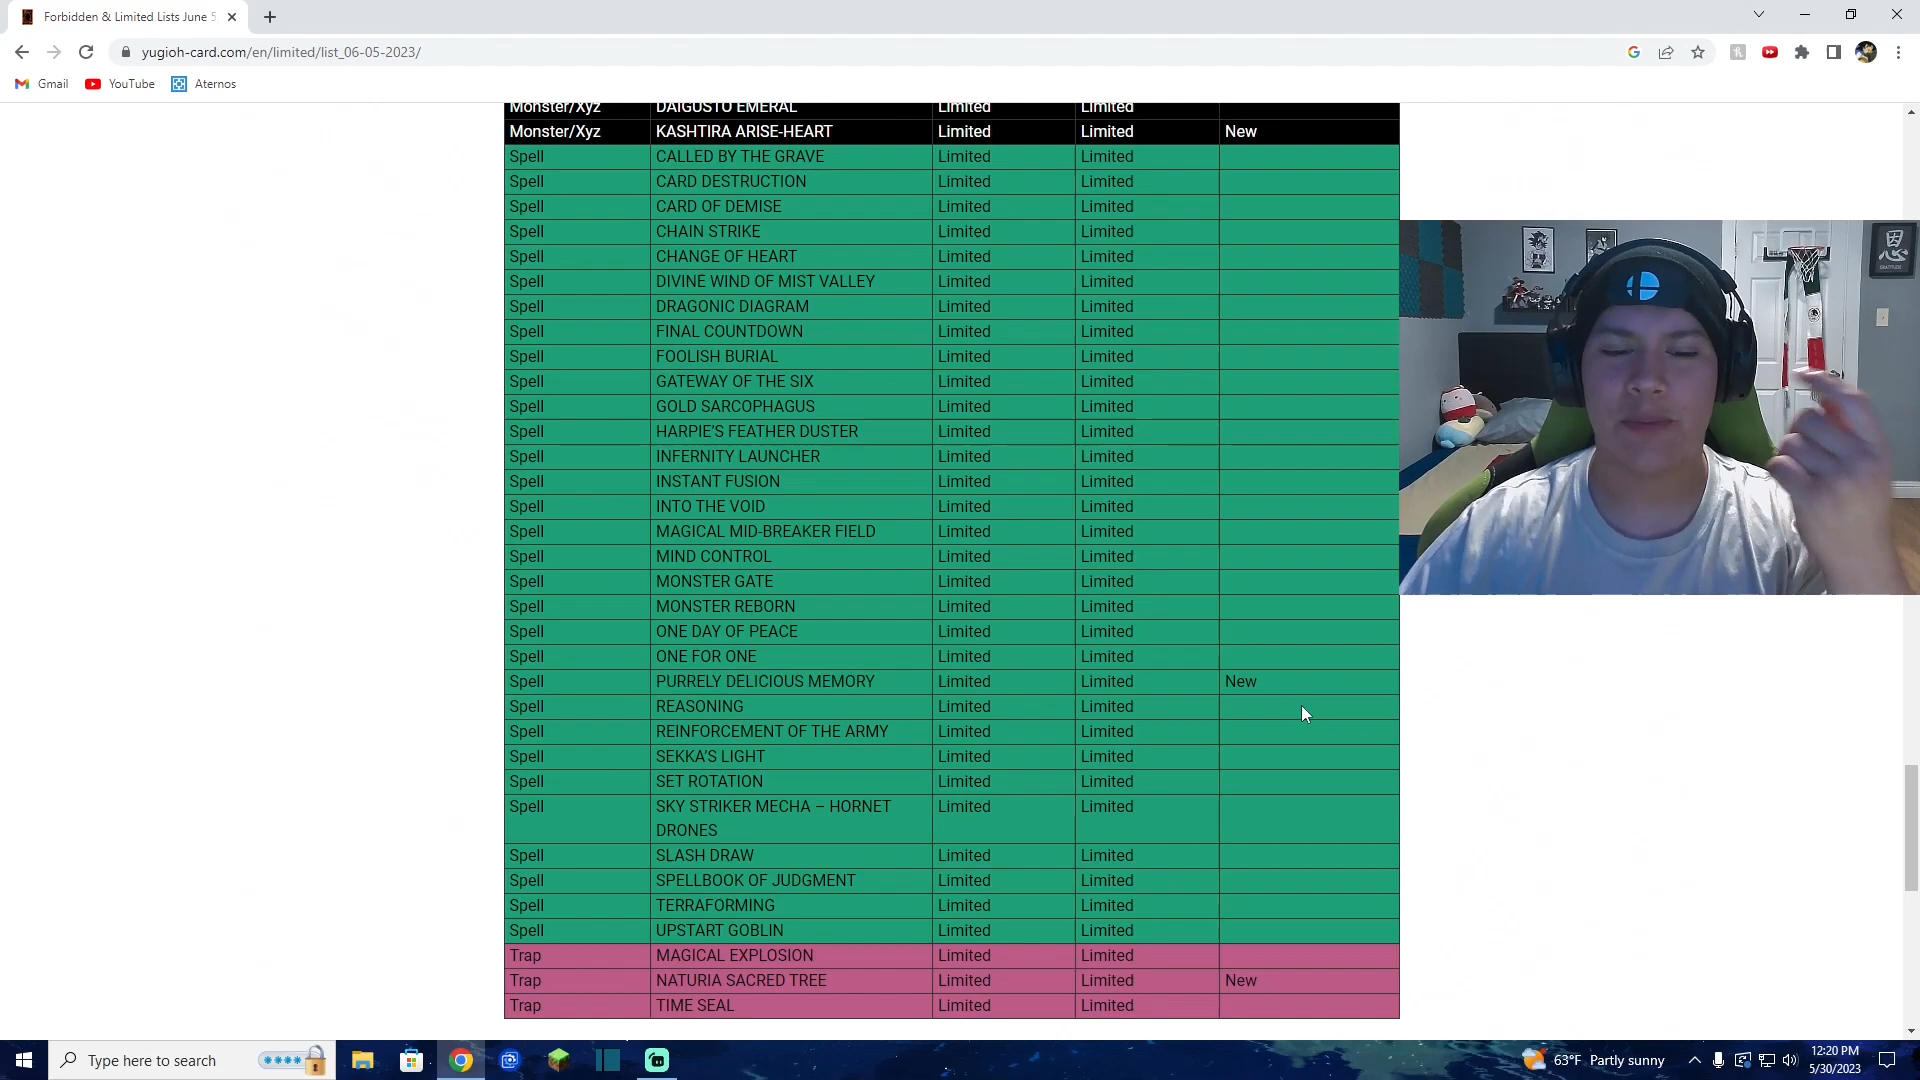 Forbidden & Limited Lists June 5
yugioh-card.com/en/limited/list_06-05-2023/
Gmail YouTube Aternos
Monster/Xyz DAIGUSTO EMERAL Limited Limited
Monster/Xyz KASHTIRA ARISE-HEART Limited Limited New
Spell CALLED BY THE GRAVE Limited Limited
Spell CARD DESTRUCTION Limited Limited
Spell CARD OF DEMISE Limited Limited
Spell CHAIN STRIKE Limited Limited
Spell CHANGE OF HEART Limited Limited
Spell DIVINE WIND OF MIST VALLEY Limited Limited
Spell DRAGONIC DIAGRAM Limited Limited
Spell FINAL COUNTDOWN Limited Limited
Spell FOOLISH BURIAL Limited Limited
Spell GATEWAY OF THE SIX Limited Limited
Spell GOLD SARCOPHAGUS Limited Limited
Spell HARPIE'S FEATHER DUSTER Limited Limited
Spell INFERNITY LAUNCHER Limited Limited
Spell INSTANT FUSION Limited Limited
Spell INTO THE VOID Limited Limited
Spell MAGICAL MID-BREAKER FIELD Limited Limited
Spell MIND CONTROL Limited Limited
Spell MONSTER GATE Limited Limited
Spell MONSTER REBORN Limited Limited
Spell ONE DAY OF PEACE Limited Limited
Spell ONE FOR ONE Limited Limited
Spell PURRELY DELICIOUS MEMORY Limited Limited New
Spell REASONING Limited Limited
Spell REINFORCEMENT OF THE ARMY Limited Limited
Spell SEKKA'S LIGHT Limited Limited
Spell SET ROTATION Limited Limited
Spell SKY STRIKER MECHA – HORNET Limited Limited
DRONES
Spell SLASH DRAW Limited Limited
Spell SPELLBOOK OF JUDGMENT Limited Limited
Spell TERRAFORMING Limited Limited
Spell UPSTART GOBLIN Limited Limited
Trap MAGICAL EXPLOSION Limited Limited
Trap NATURIA SACRED TREE Limited Limited New
Trap TIME SEAL Limited Limited
恩
GRATITUDE
Type here to search
63°F Partly sunny
12:20 PM
5/30/2023